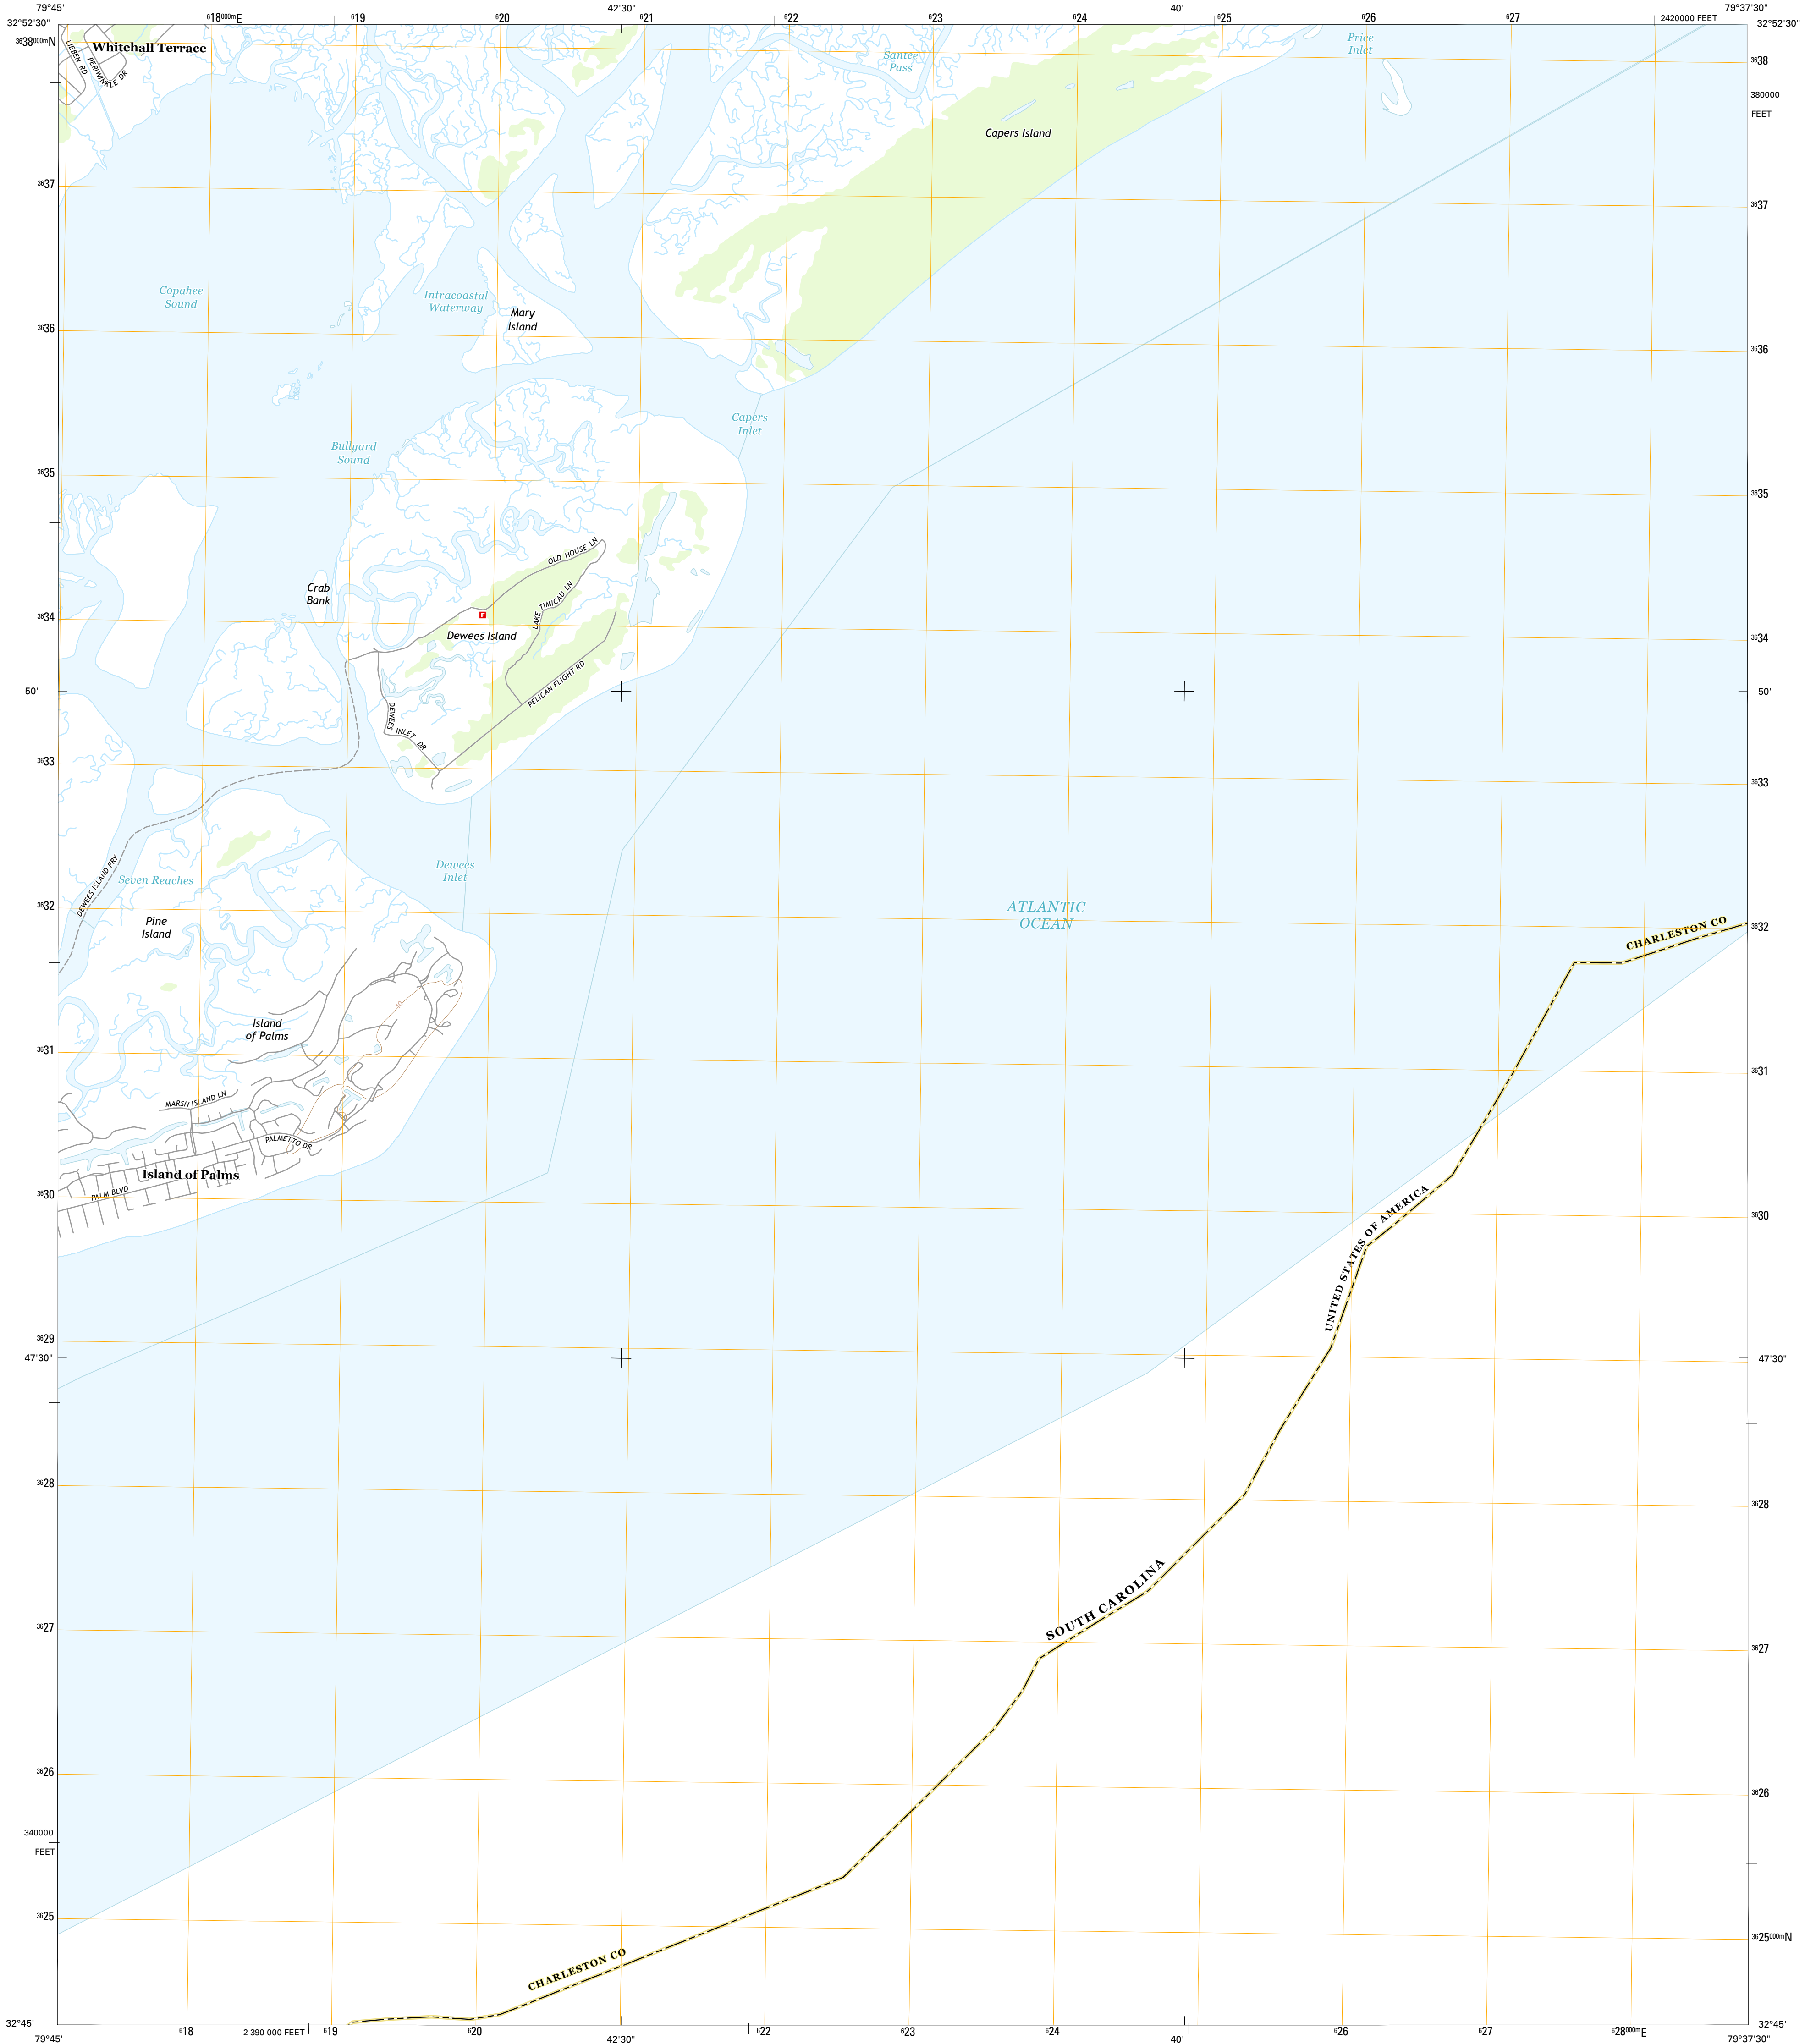 79°45'
⁶18⁰⁰⁰ᵐE
⁶19
⁶20
42'30"
⁶21
⁶22
⁶23
⁶24
40'
⁶25
⁶26
⁶27
2420000 FEET
79°37'30"
32°52'30"
32°52'30"
³⁶38⁰⁰⁰ᵐN
Whitehall Terrace
LIEBEN RD
PERIWINKLE DR
Santee
Pass
Price
Inlet
³⁶38
380000
FEET
Capers Island
³⁶37
³⁶37
Copahee
Sound
Intracoastal
Waterway
Mary
Island
³⁶36
³⁶36
Capers
Inlet
Bullyard
Sound
³⁶35
³⁶35
OLD HOUSE LN
LAKE TIMICAU LN
Crab
Bank
F
³⁶34
Dewees Island
³⁶34
PELICAN FLIGHT RD
50'
50'
DEWEES INLET DR
³⁶33
³⁶33
DEWEES ISLAND FRY
Seven Reaches
Dewees
Inlet
³⁶32
Pine
Island
ATLANTIC
OCEAN
CHARLESTON CO
³⁶32
10
Island
of Palms
³⁶31
³⁶31
MARSH ISLAND LN
PALMETTO DR
Island of Palms
PALM BLVD
³⁶30
³⁶30
UNITED STATES OF AMERICA
³⁶29
47'30"
47'30"
³⁶28
³⁶28
SOUTH CAROLINA
³⁶27
³⁶27
³⁶26
³⁶26
340000
FEET
³⁶25
³⁶25⁰⁰⁰ᵐN
CHARLESTON CO
32°45'
32°45'
79°45'
⁶18
2 390 000 FEET
⁶19
⁶20
42'30"
⁶22
⁶23
⁶24
40'
⁶26
⁶27
⁶28⁰⁰⁰ᵐE
79°37'30"